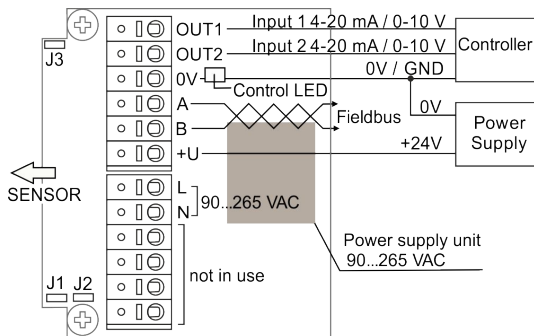 OUT1
Input 1 4-20 mA / 0-10 V
Controller
OUT2
Input 2 4-20 mA / 0-10 V
J3
0V
0V / GND
Control LED
A
Fieldbus
0V
B
Power
Supply
+U
+24V
SENSOR
L
N
90...265 VAC
Power supply unit
90...265 VAC
not in use
J1 J2